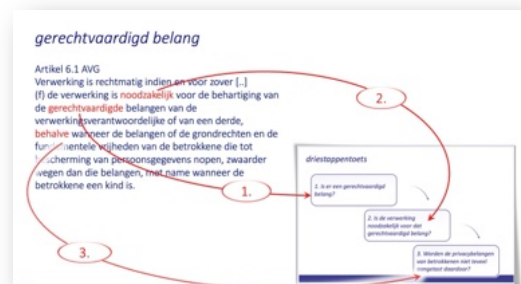 gerechtvaardigd belang
Artikel 6.1 AVG
Verwerking is rechtmatig indien en voor zover [..]
(f) de verwerking is noodzakelijk voor de behartiging van
de gerechtvaardigde belangen van de
verwerkingsverantwoordelijke of van een derde,
behalve wanneer de belangen of de grondrechten en de
fundamentele vrijheden van de betrokkene die tot
bescherming van persoonsgegevens nopen, zwaarder
wegen dan die belangen, met name wanneer de
betrokkene een kind is.
2.
1.
3.
driestappentoets
1. Is er een gerechtvaardigd
belang?
2. Is de verwerking
noodzakelijk voor dat
gerechtvaardigd belang?
3. Worden de privacybelangen
van betrokkenen niet teveel
aangetast daardoor?